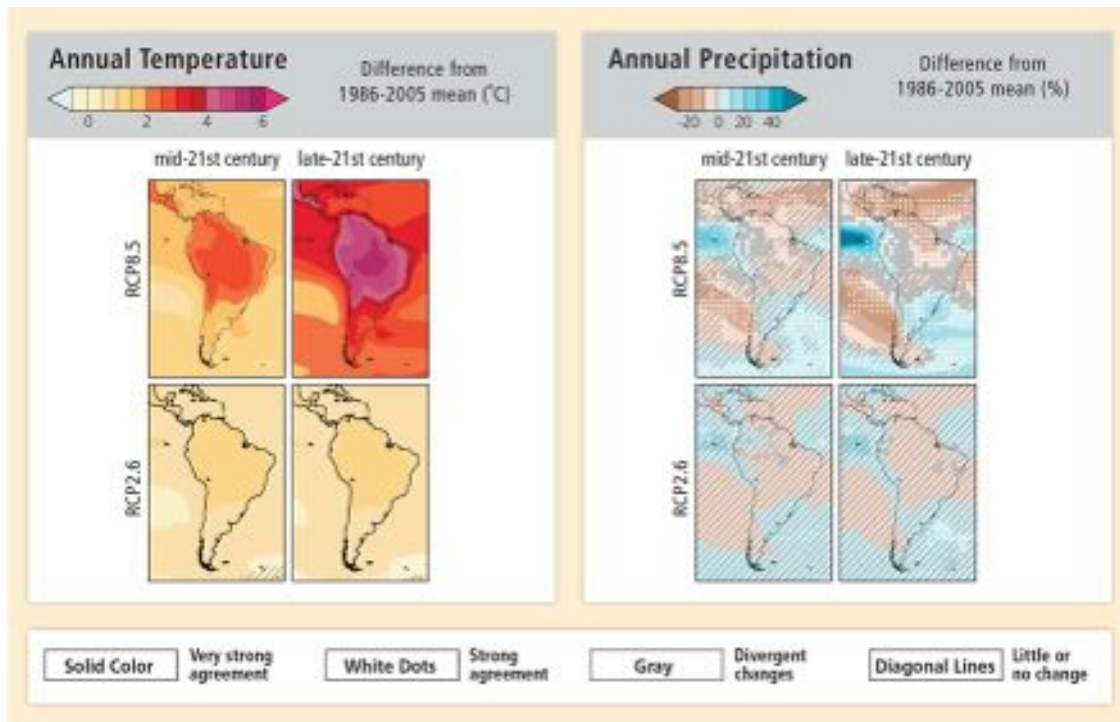 Annual Temperature
Difference from
1986-2005 mean (˚C)
0 2 4 6
mid-21st century late-21st century
RCP8.5
RCP2.6
Annual Precipitation
Difference from
1986-2005 mean (%)
-20 0 20 40
mid-21st century late-21st century
RCP8.5
RCP2.6
Solid Color
Very strong
agreement
White Dots
Strong
agreement
Gray
Divergent
changes
Diagonal Lines
Little or
no change